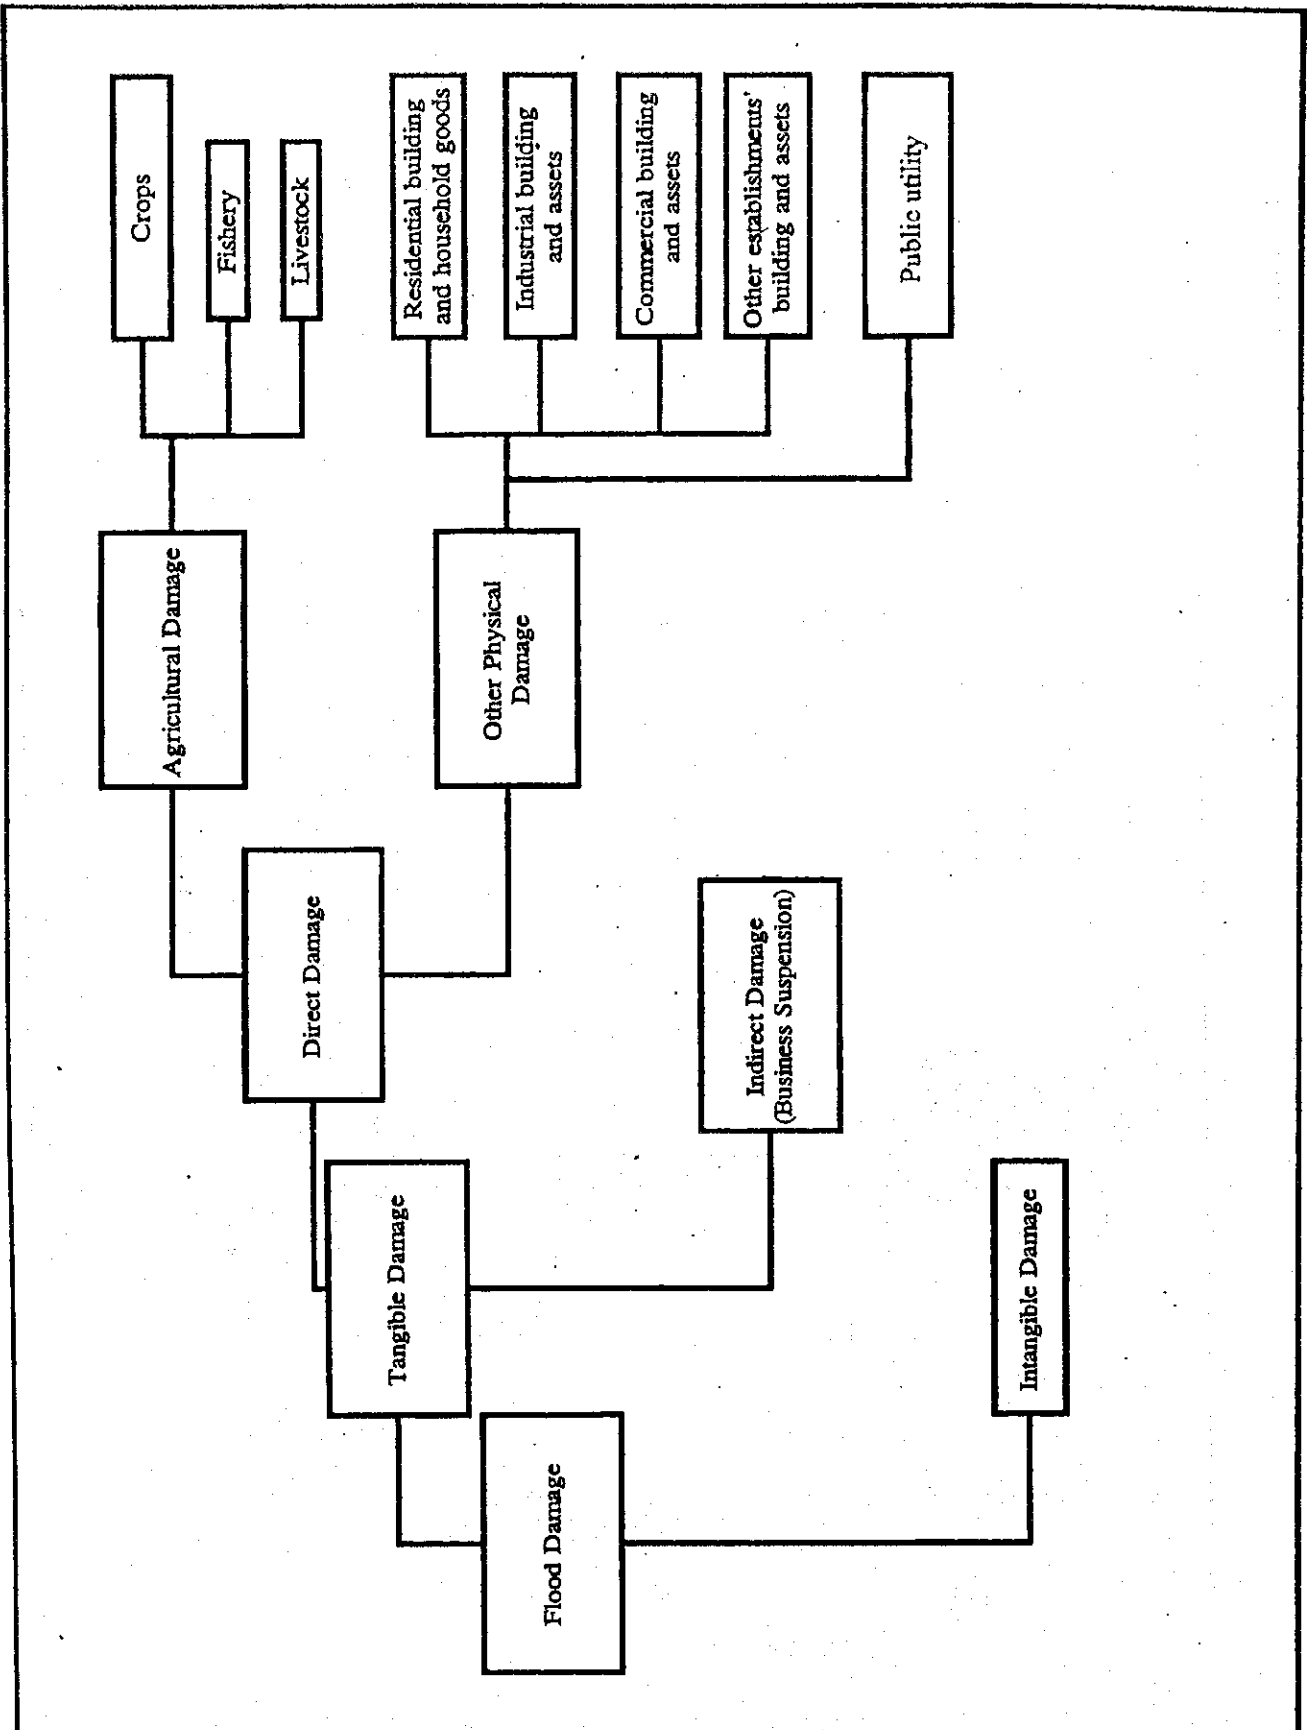 Flood Damage
Tangible Damage
Intangible Damage
Direct Damage
Indirect Damage
(Business Suspension)
Agricultural Damage
Other Physical
Damage
Crops
Fishery
Livestock
Residential building
and household goods
Industrial building
and assets
Commercial building
and assets
Other establishments'
building and assets
Public utility